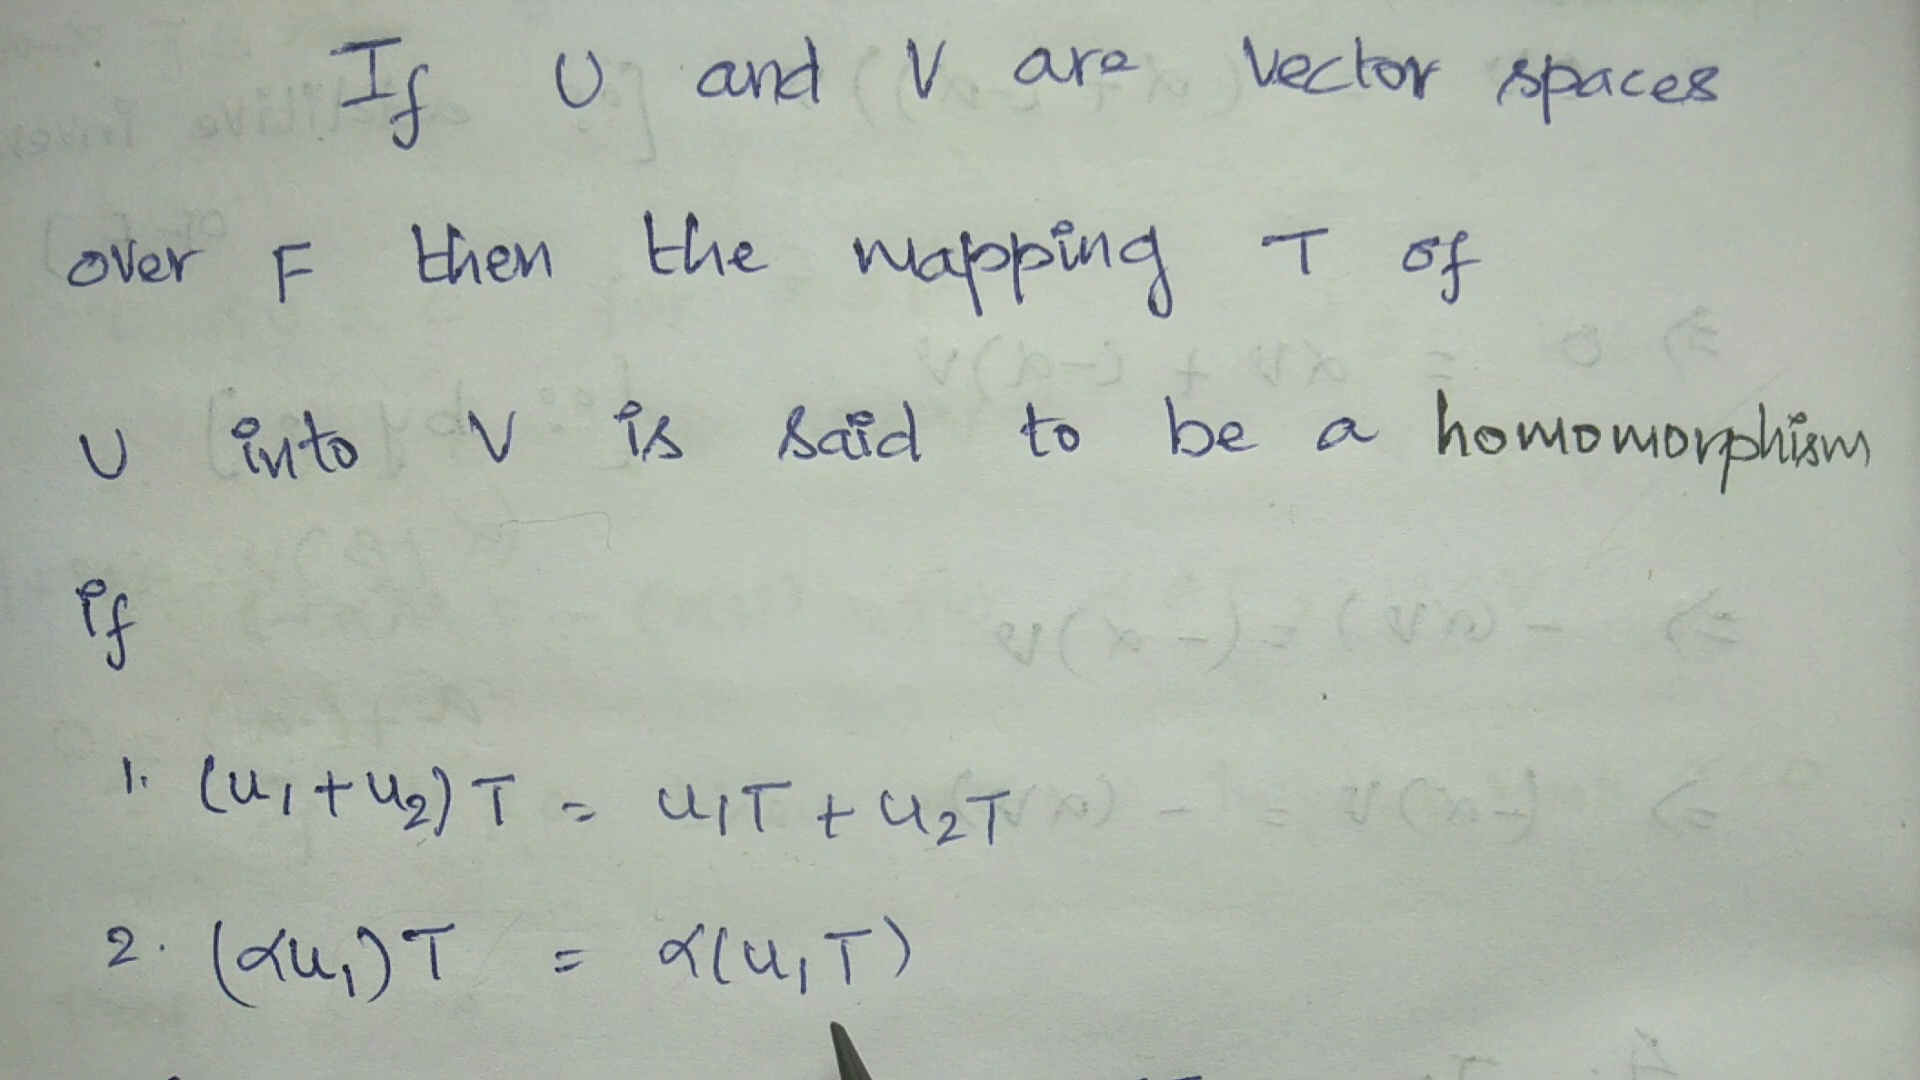 If U and V are vector spaces
over F then the mapping T of
U into V is said to be a homomorphism
if
1. (u₁+u₂)T = u₁T + u₂T
2. (αu₁)T = α(u₁T)